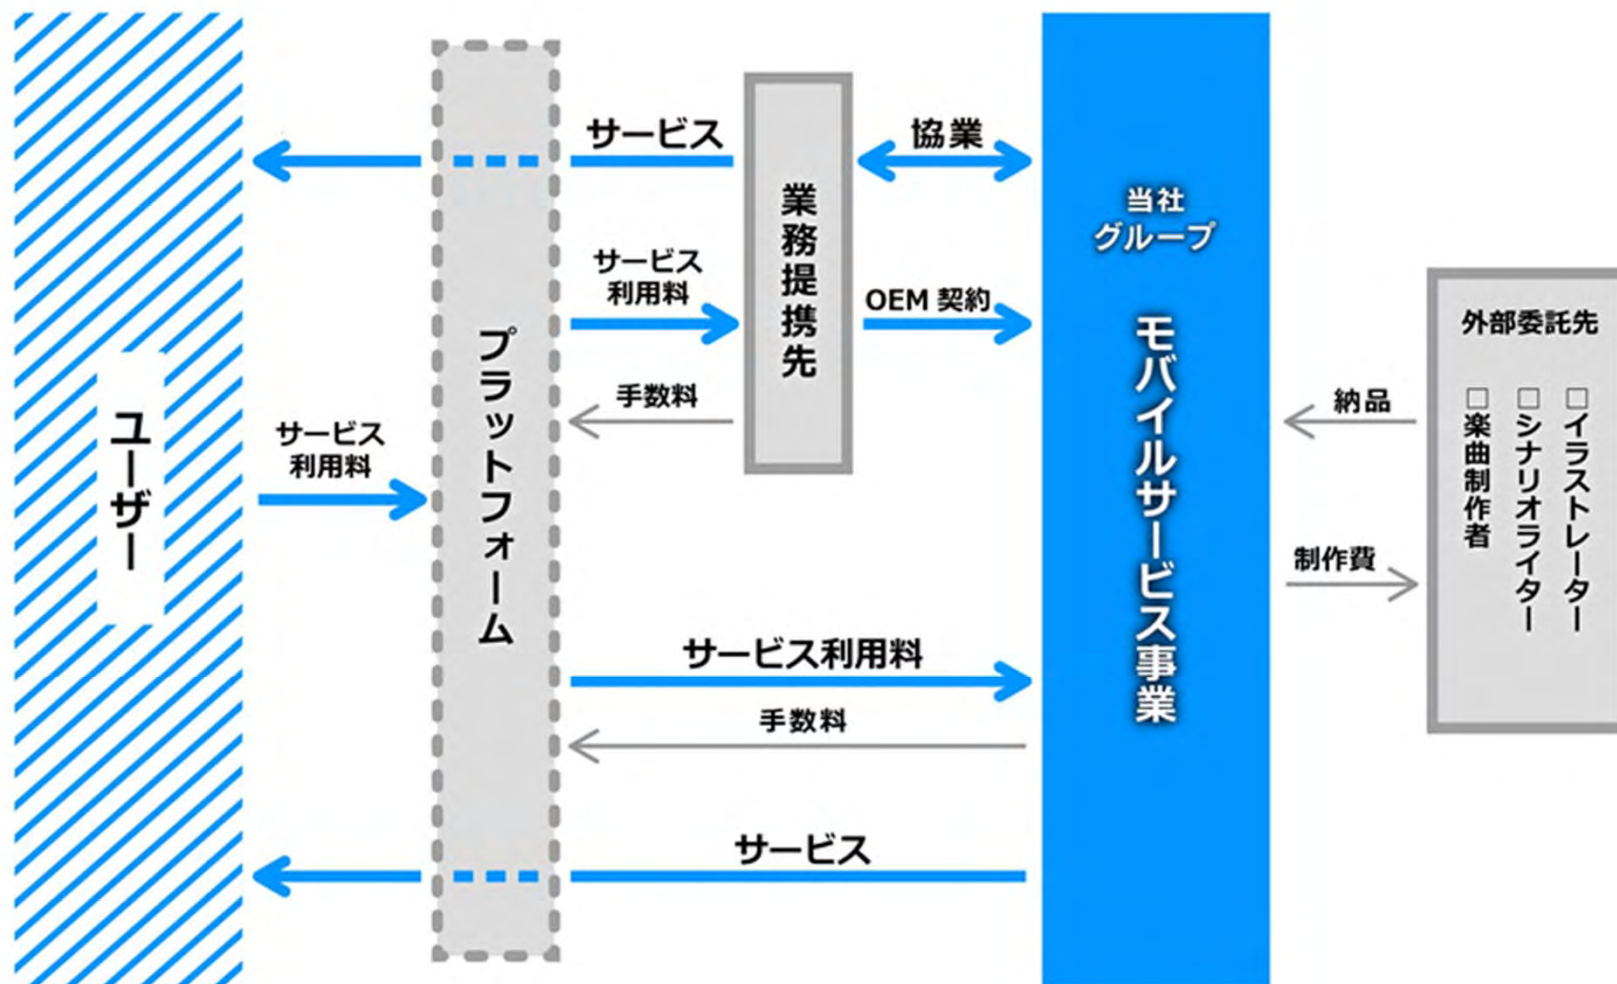 ユーザー
サービス
利用料
プラットフォーム
サービス
サービス
利用料
手数料
業務提携先
協業
OEM 契約
サービス利用料
手数料
サービス
当社
グループ
モバイルサービス事業
納品
制作費
外部委託先
□イラストレーター
□シナリオライター
□楽曲制作者